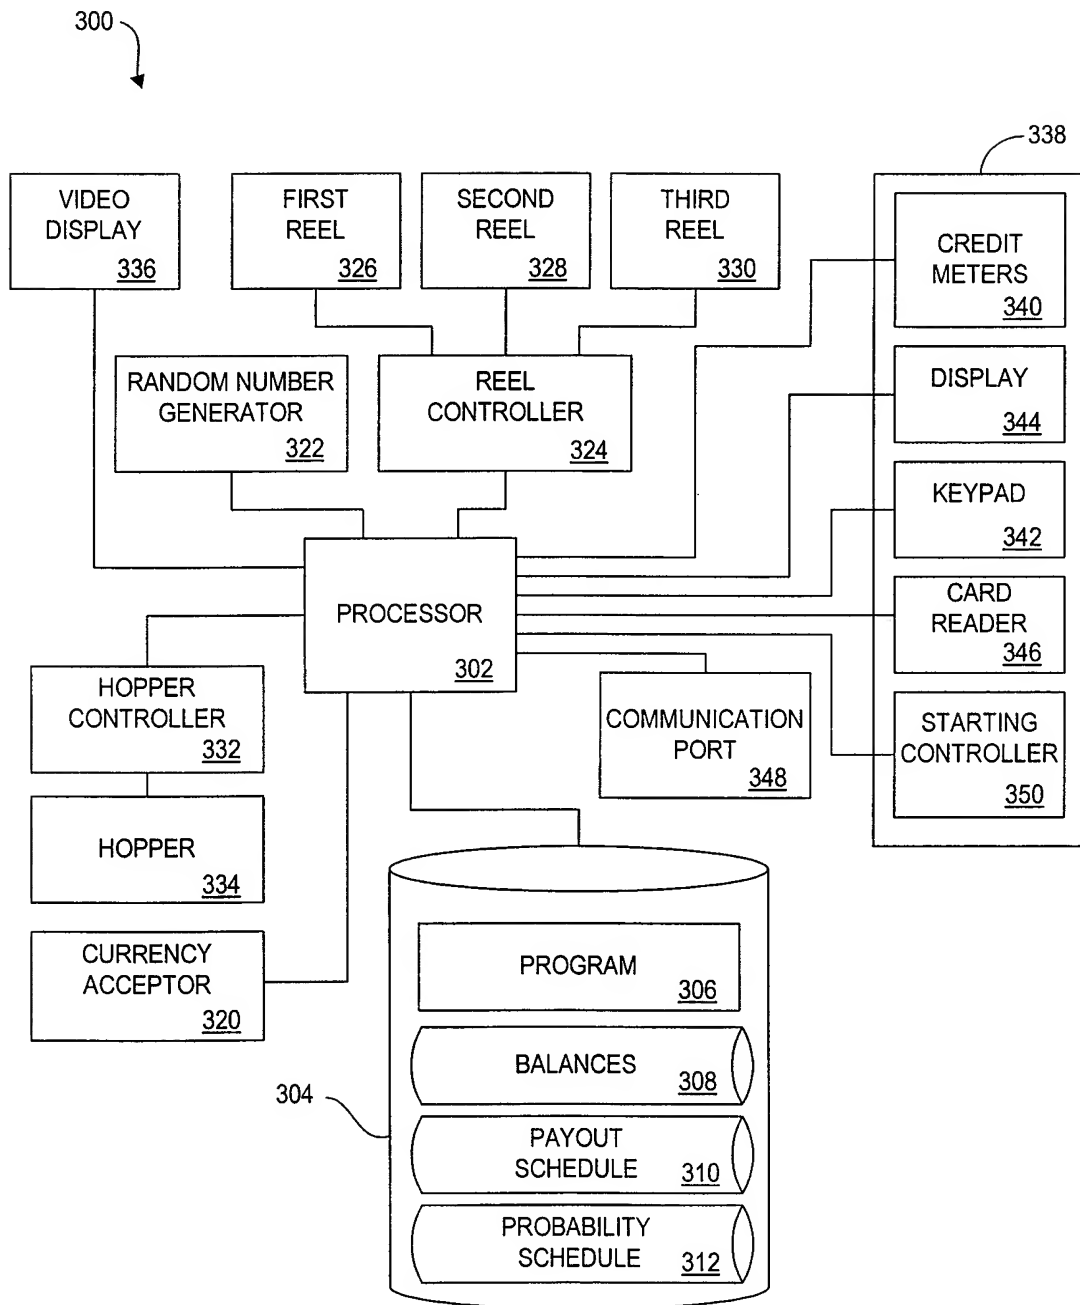 300
338
VIDEO
DISPLAY
336
FIRST
REEL
326
SECOND
REEL
328
THIRD
REEL
330
CREDIT
METERS
340
RANDOM NUMBER
GENERATOR
322
REEL
CONTROLLER
324
DISPLAY
344
KEYPAD
342
PROCESSOR
302
CARD
READER
346
HOPPER
CONTROLLER
332
COMMUNICATION
PORT
348
STARTING
CONTROLLER
350
HOPPER
334
CURRENCY
ACCEPTOR
320
PROGRAM
306
304
BALANCES
308
PAYOUT
SCHEDULE
310
PROBABILITY
SCHEDULE
312